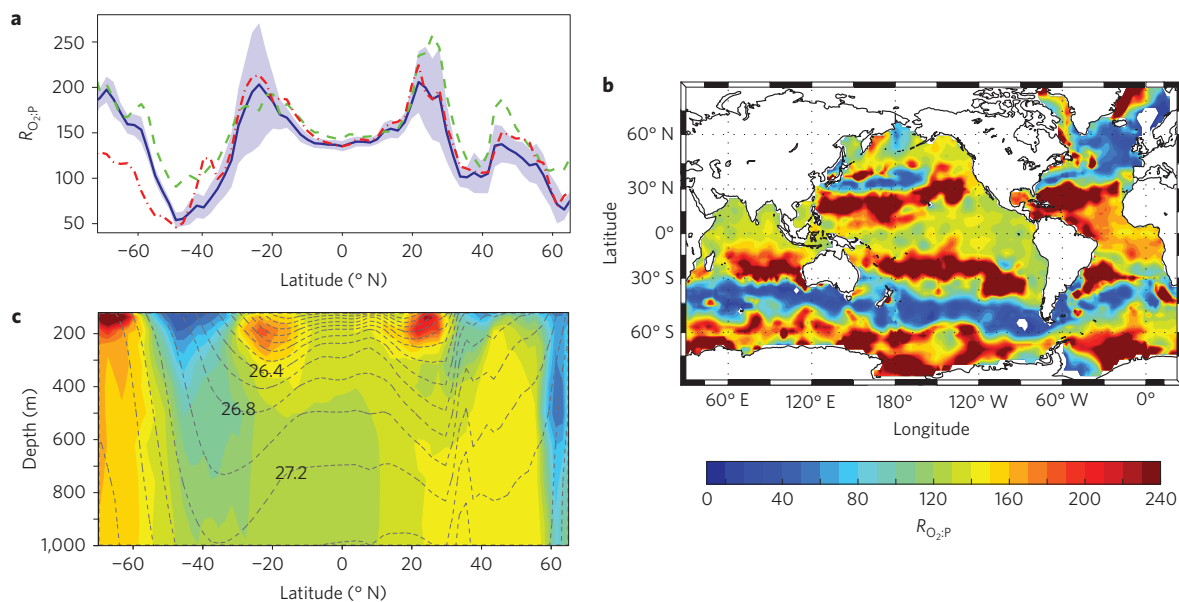 a
250
200
150
100
50
R_O₂:P
−60 −40 −20 0 20 40 60
Latitude (° N)
b
60° N
30° N
0°
30° S
60° S
Latitude
60° E 120° E 180° 120° W 60° W 0°
Longitude
0 40 80 120 160 200 240
R_O₂:P
c
200
400
600
800
1,000
Depth (m)
26.4
26.8
27.2
−60 −40 −20 0 20 40 60
Latitude (° N)